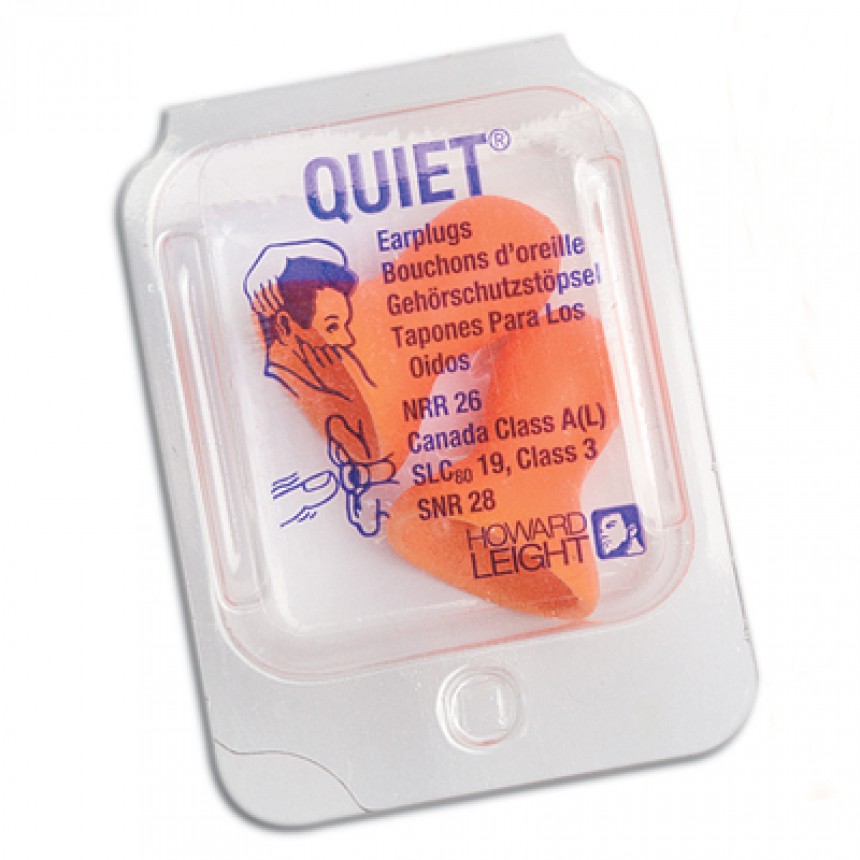 QUIET®
Earplugs
Bouchons d'oreille
Gehörschutzstöpsel
Tapones Para Los
Oidos
NRR 26
Canada Class A(L)
SLC80 19, Class 3
SNR 28
HOWARD
LEIGHT